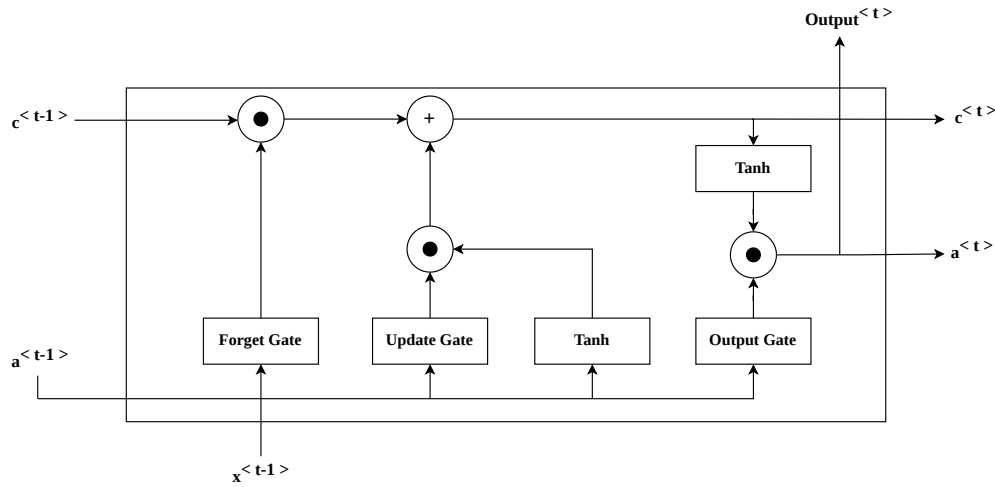 Output< t >
c< t-1 >
+
c< t >
Tanh
a< t >
Forget Gate
Update Gate
Tanh
Output Gate
a< t-1 >
x< t-1 >